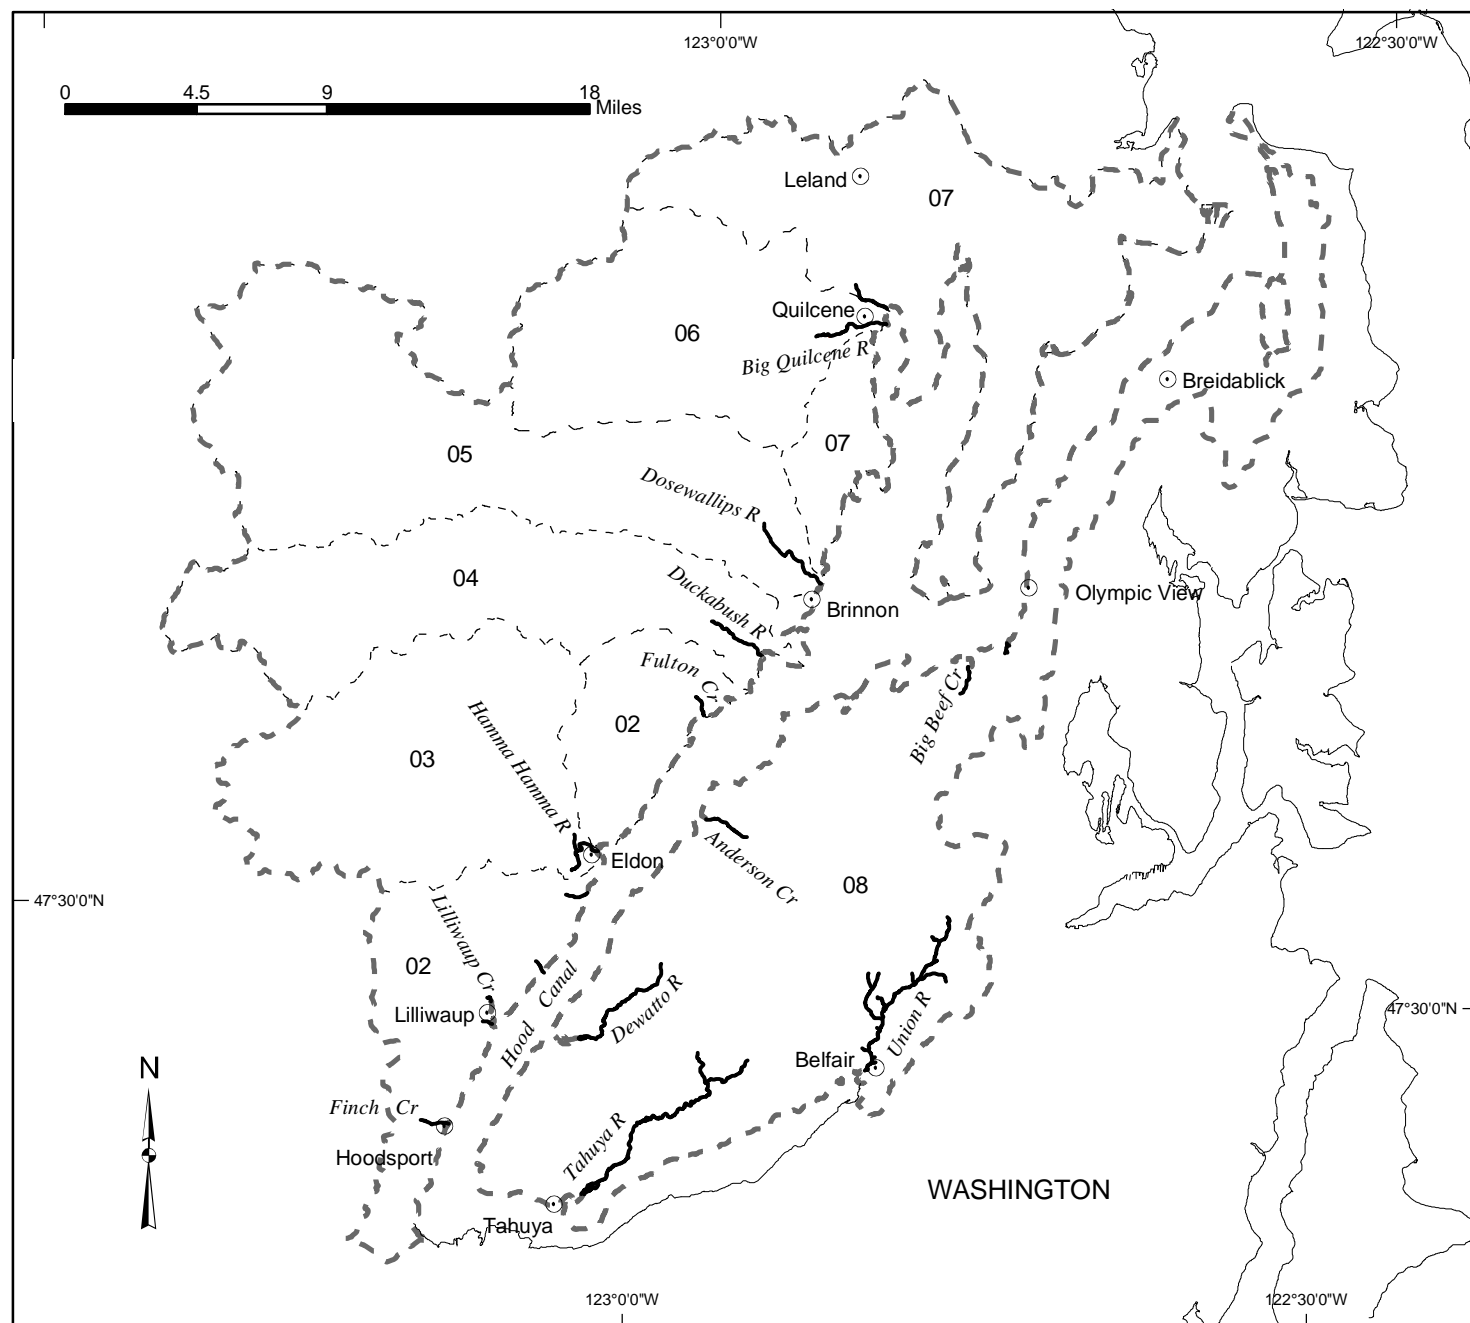 123°0'0"W
122°30'0"W
0 4.5 9 18
Miles
Leland
07
Quilcene
06
Big Quilcene R
Breidablick
07
05
Dosewallips R
04
Duckabush R
Olympic View
Brinnon
Fulton Cr
Big Beef Cr
02
Hamma Hamma R
03
Anderson Cr
Eldon
08
47°30'0"N
Lilliwaup Cr
02
Hood Canal
Dewatto R
Union R
47°30'0"N
Lilliwaup
Belfair
N
Finch Cr
Tahuya R
Hoodsport
WASHINGTON
Tahuya
123°0'0"W
122°30'0"W